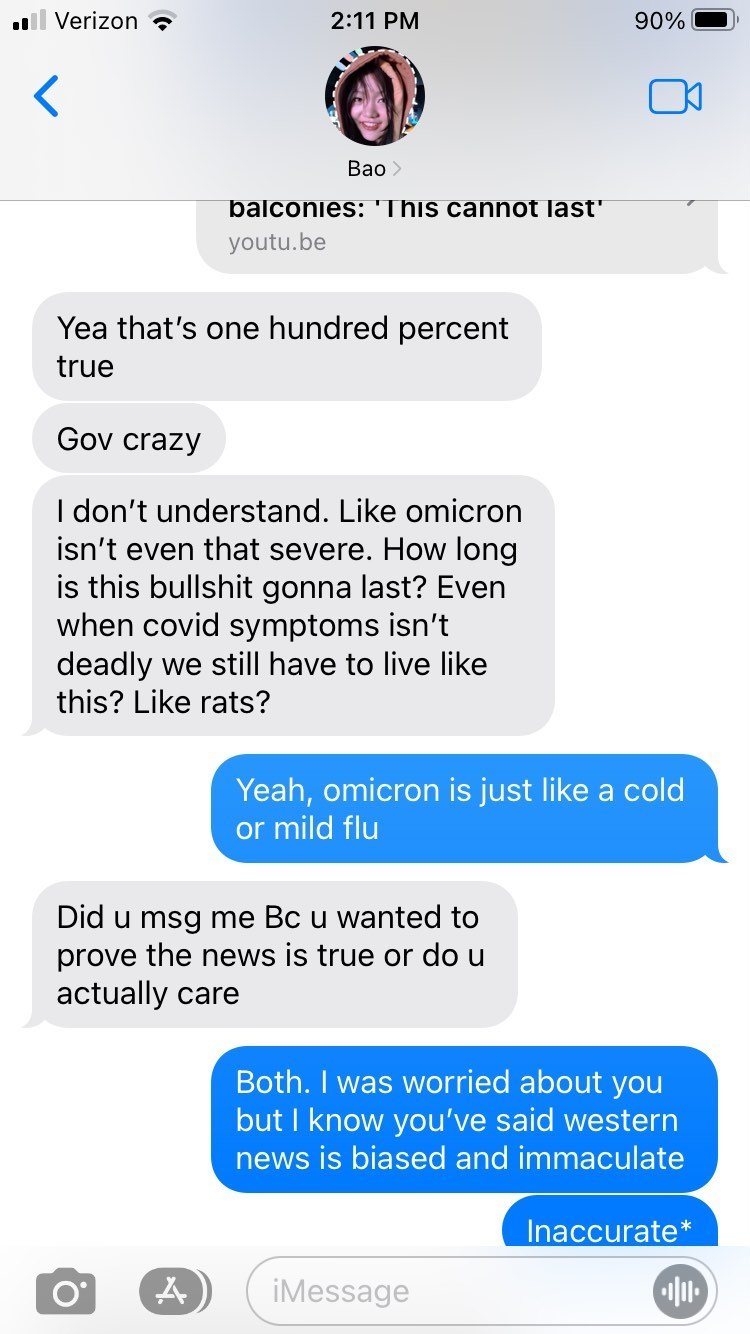 Verizon 2:11 PM 90%
Bao
balconies: 'This cannot last'
youtu.be
Yea that’s one hundred percent
true
Gov crazy
I don’t understand. Like omicron
isn’t even that severe. How long
is this bullshit gonna last? Even
when covid symptoms isn’t
deadly we still have to live like
this? Like rats?
Yeah, omicron is just like a cold
or mild flu
Did u msg me Bc u wanted to
prove the news is true or do u
actually care
Both. I was worried about you
but I know you’ve said western
news is biased and immaculate
Inaccurate*
iMessage